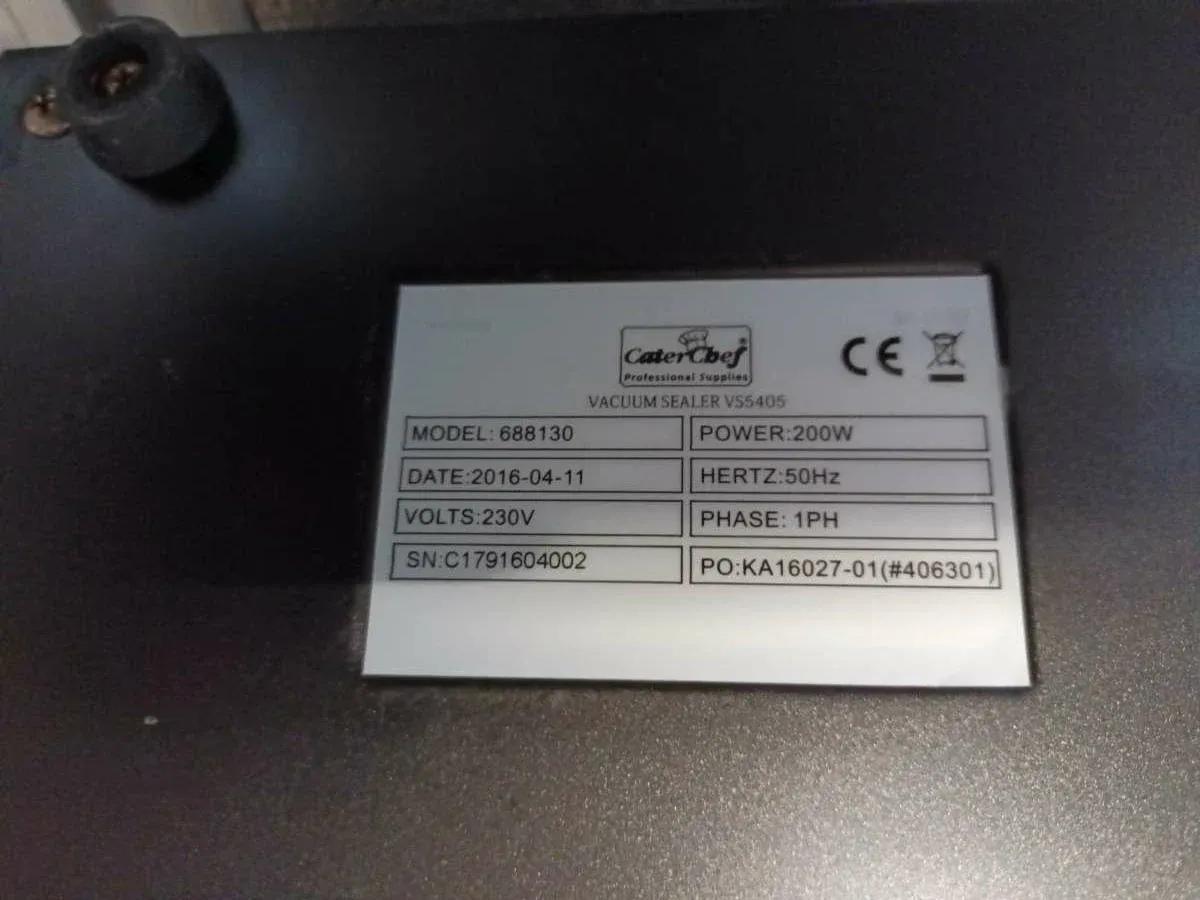 CaterChef®
Professional Supplies
CE
VACUUM SEALER VS5405
MODEL: 688130
POWER:200W
DATE:2016-04-11
HERTZ:50Hz
VOLTS:230V
PHASE: 1PH
SN:C1791604002
PO:KA16027-01(#406301)